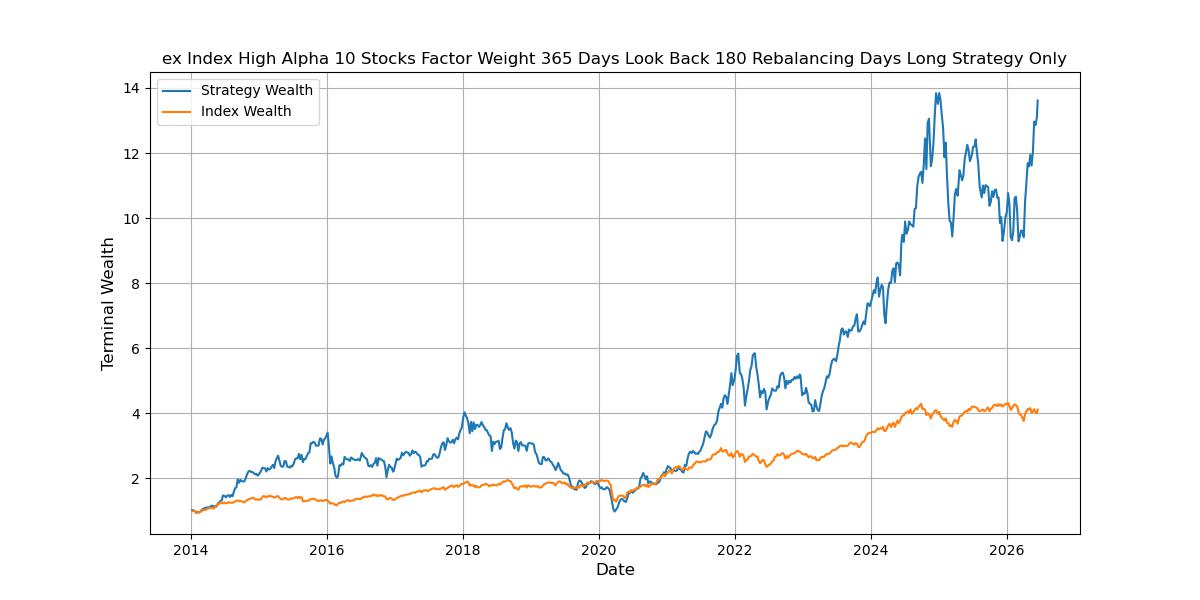 ex Index High Alpha 10 Stocks Factor Weight 365 Days Look Back 180 Rebalancing Days Long Strategy Only
Strategy Wealth
Index Wealth
Terminal Wealth
14
12
10
8
6
4
2
2014 2016 2018 2020 2022 2024 2026
Date